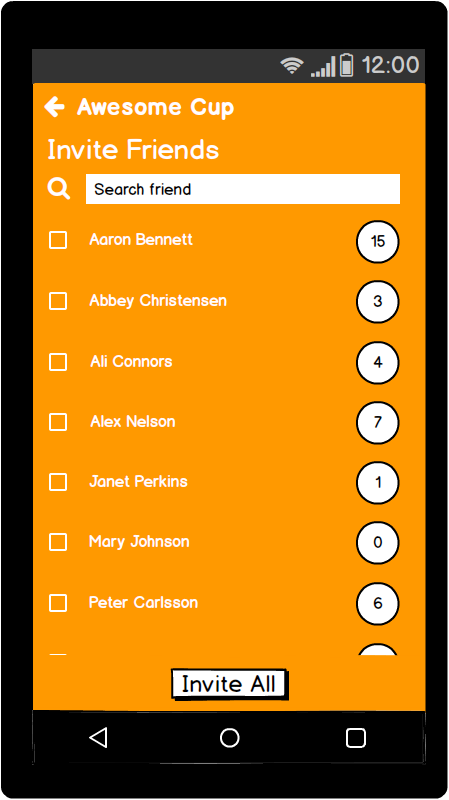 12:00
Awesome Cup
Invite Friends
Search friend
Aaron Bennett 15
Abbey Christensen 3
Ali Connors 4
Alex Nelson 7
Janet Perkins 1
Mary Johnson 0
Peter Carlsson 6
Invite All